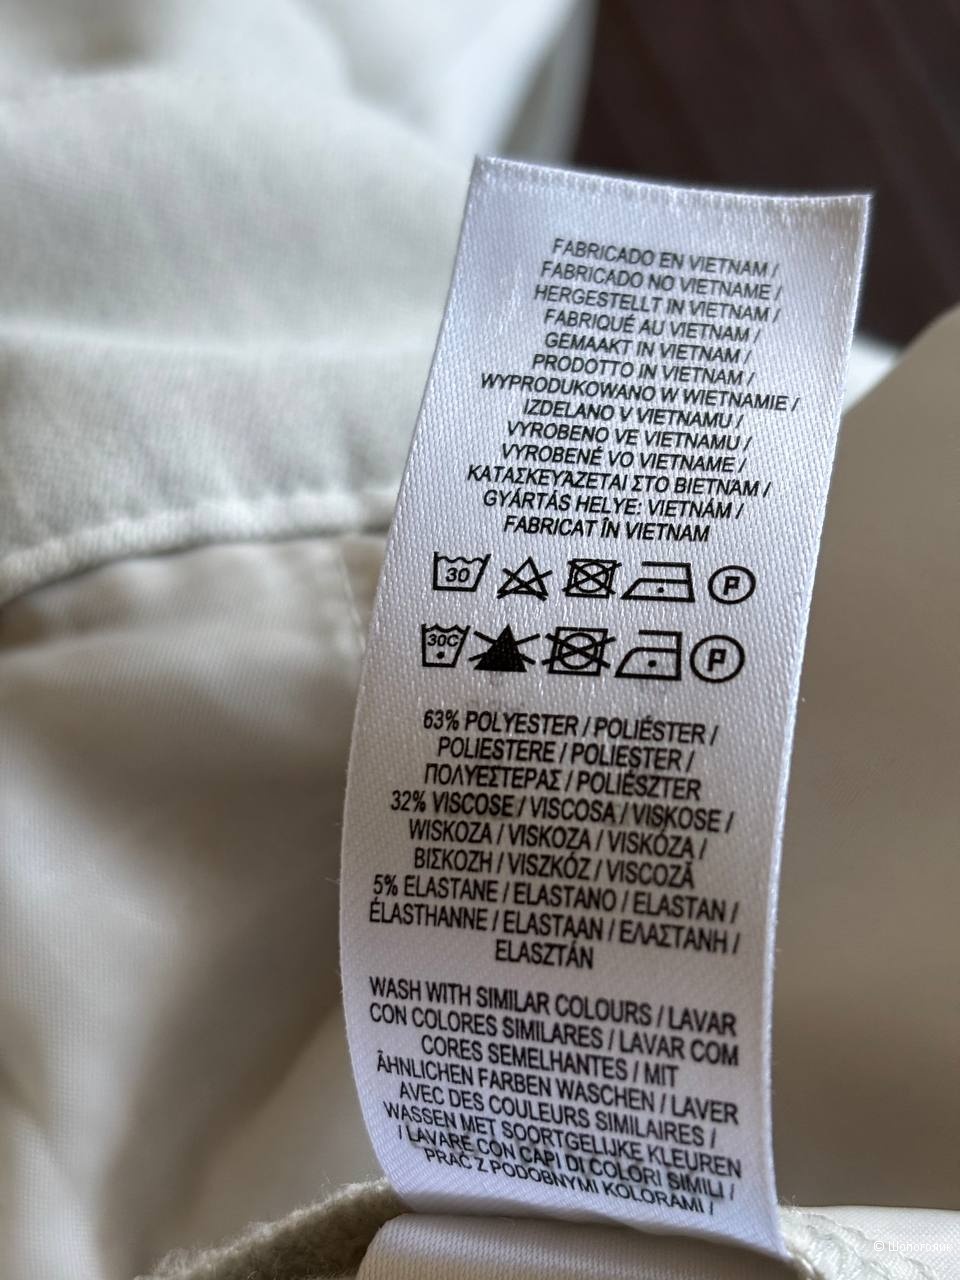 FABRICADO EN VIETNAM /
FABRICADO NO VIETNAME /
HERGESTELLT IN VIETNAM /
FABRIQUÉ AU VIETNAM /
GEMAAKT IN VIETNAM /
PRODOTTO IN VIETNAM /
WYPRODUKOWANO W WIETNAMIE /
IZDELANO V VIETNAMU /
VYROBENO VE VIETNAMU /
VYROBENÉ VO VIETNAME /
ΚΑΤΑΣΚΕΥΆΖΕΤΑΙ ΣΤΟ ΒΙΕΤΝΆΜ /
GYÁRTÁS HELYE: VIETNÁM /
FABRICAT ÎN VIETNAM
30 P
30C P
63% POLYESTER / POLIÉSTER /
POLIESTERE / POLIESTER /
ΠΟΛΥΕΣΤΕΡΑΣ / POLIÉSZTER
32% VISCOSE / VISCOSA / VISKOSE /
WISKOZA / VISKOZA / VISKÓZA /
ΒΙΣΚΟΖΗ / VISZKÓZ / VISCOZĂ
5% ELASTANE / ELASTANO / ELASTAN /
ÉLASTHANNE / ELASTAAN / ΕΛΑΣΤΑΝΗ /
ELASZTÁN
WASH WITH SIMILAR COLOURS / LAVAR
CON COLORES SIMILARES / LAVAR COM
CORES SEMELHANTES / MIT
ÄHNLICHEN FARBEN WASCHEN / LAVER
AVEC DES COULEURS SIMILAIRES /
WASSEN MET SOORTGELIJKE KLEUREN
/ LAVARE CON CAPI DI COLORI SIMILI /
PRAĆ Z PODOBNYMI KOLORAMI /